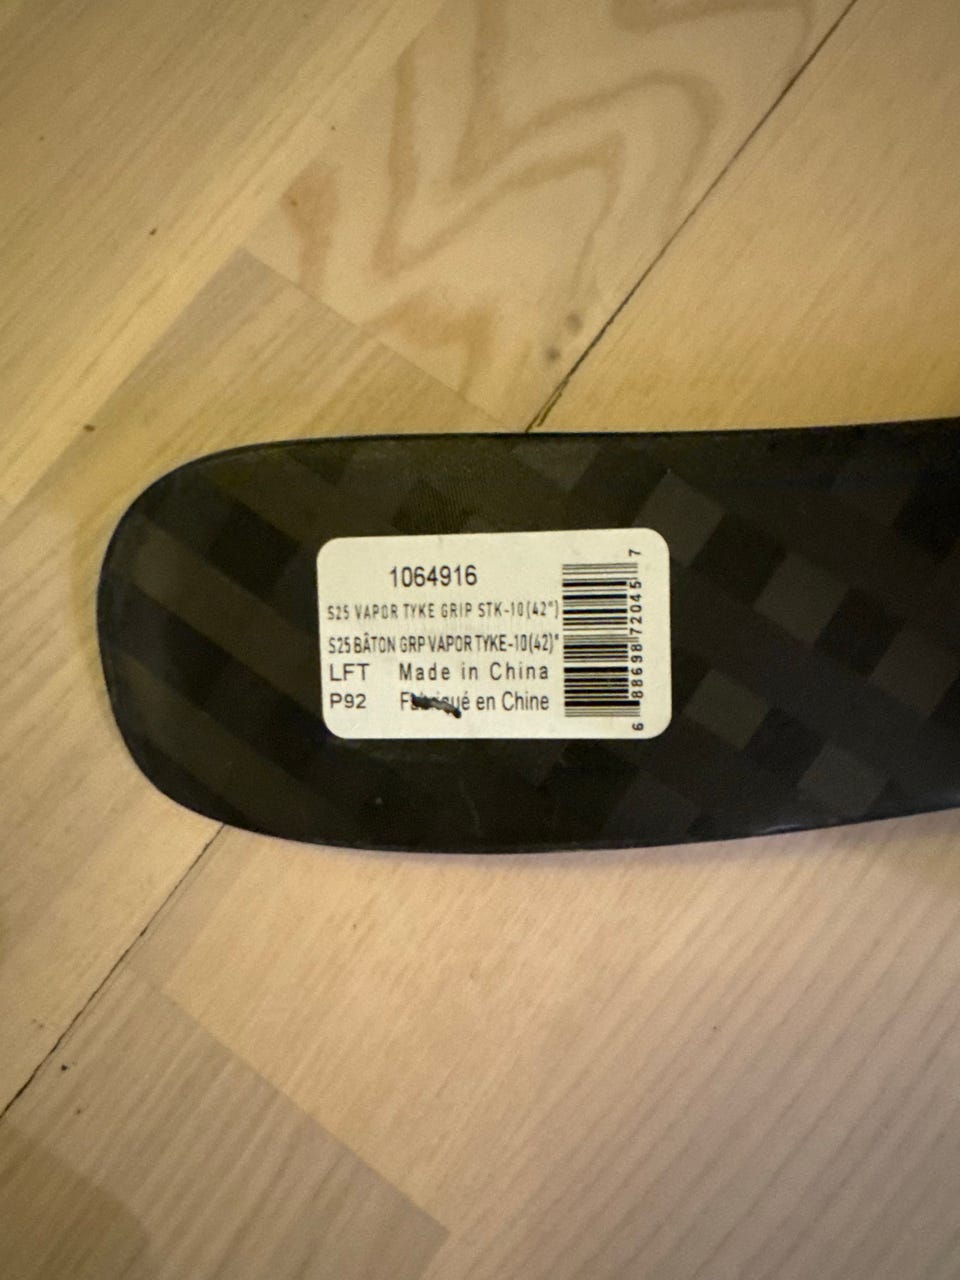 1064916
S25 VAPOR TYKE GRIP STK-10(42")
S25 BÂTON GRP VAPOR TYKE-10(42)"
LFT Made in China
P92 Fabriqué en Chine
6 88698 72045 7